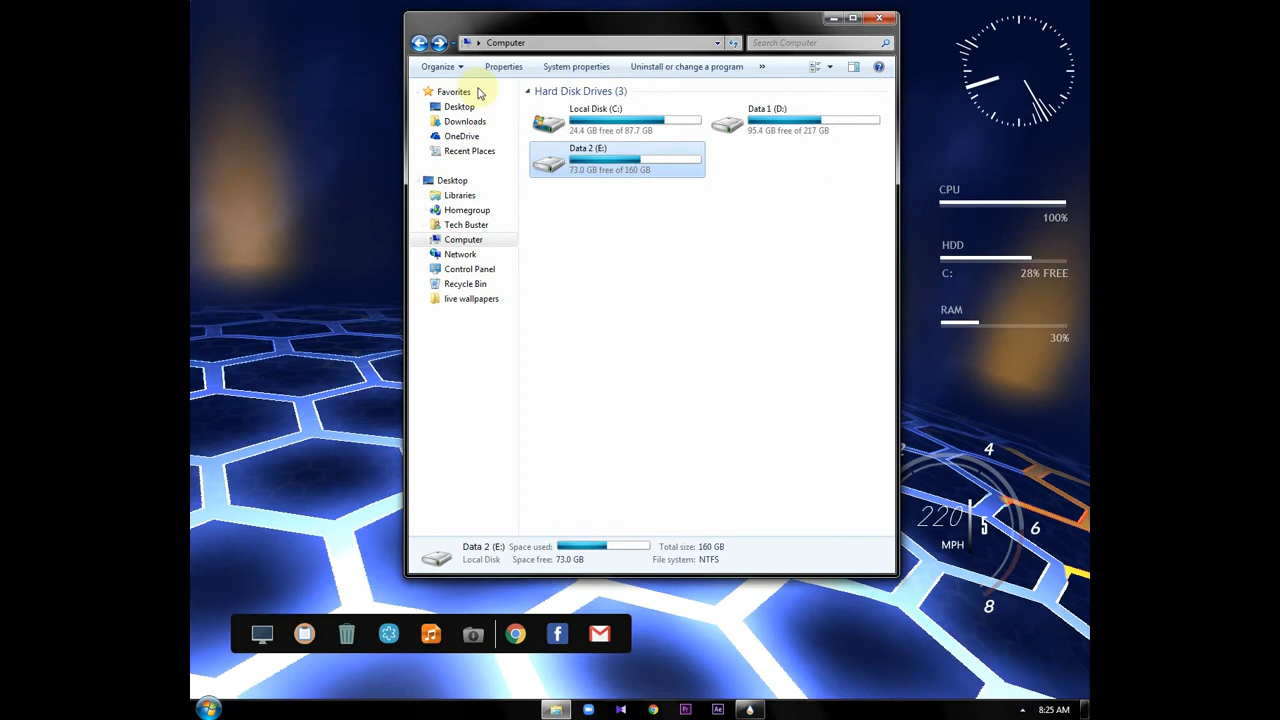 Computer
Search Computer
Organize
Properties
System properties
Uninstall or change a program
»
Favorites
Desktop
Downloads
OneDrive
Recent Places
Desktop
Libraries
Homegroup
Tech Buster
Computer
Network
Control Panel
Recycle Bin
live wallpapers
Hard Disk Drives (3)
Local Disk (C:)
24.4 GB free of 87.7 GB
Data 1 (D:)
95.4 GB free of 217 GB
Data 2 (E:)
73.0 GB free of 160 GB
Data 2 (E:) Space used: Total size: 160 GB
Local Disk Space free: 73.0 GB File system: NTFS
CPU
100%
HDD
C: 28% FREE
RAM
30%
4
220
5
6
MPH
8
f
Pr
Ae
8:25 AM